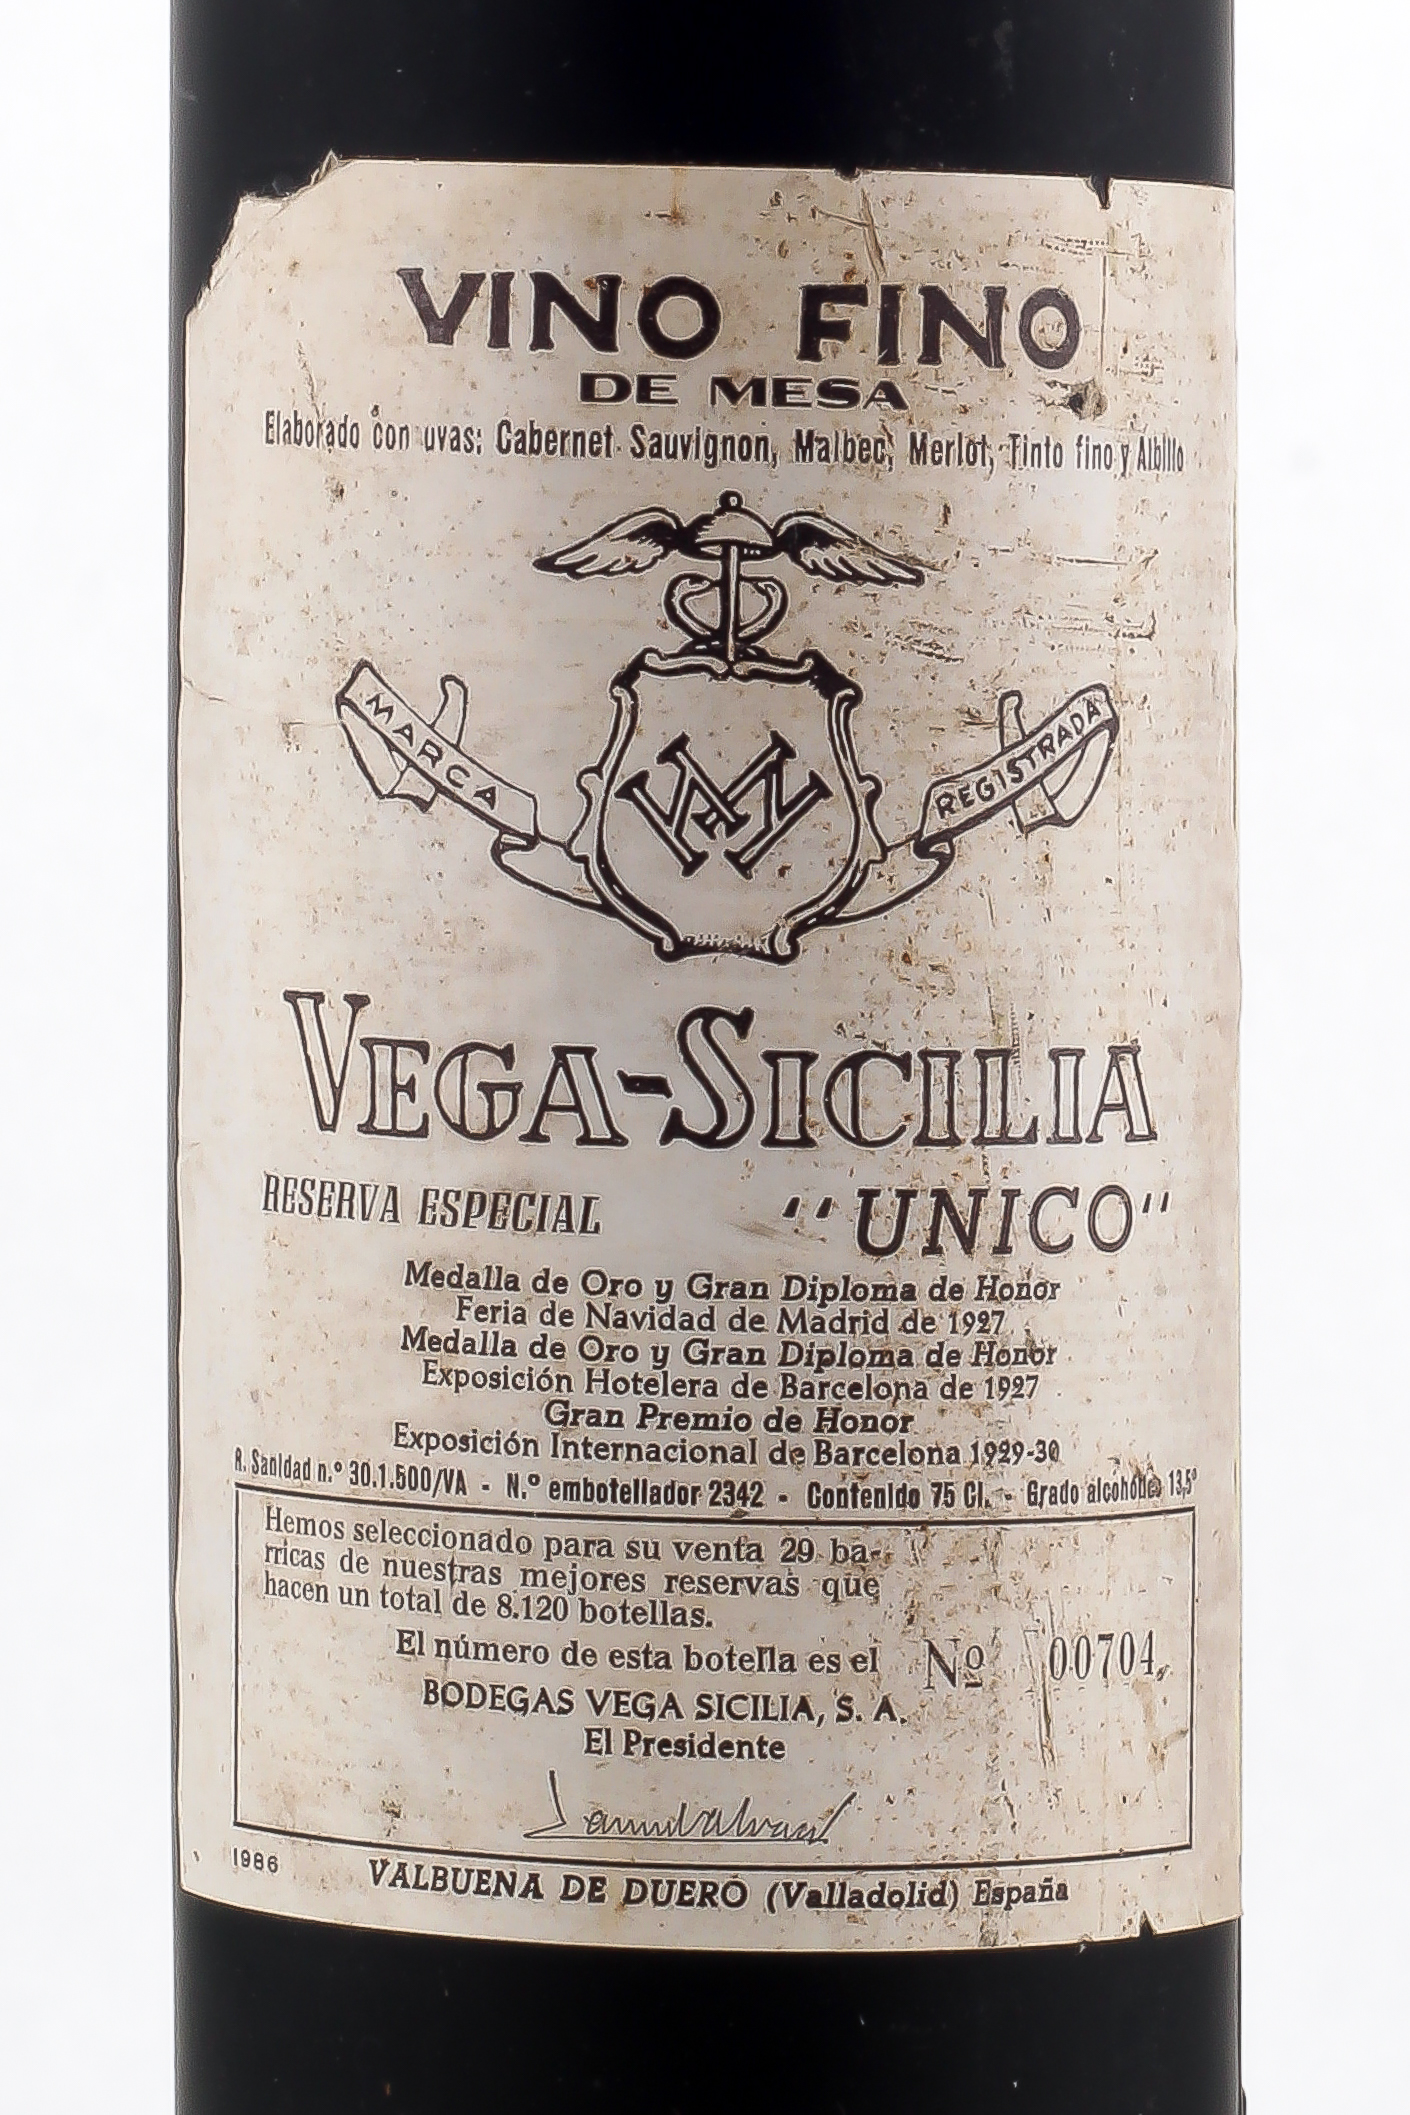 VINO FINO
DE MESA
Elaborado con uvas: Cabernet Sauvignon, Malbec, Merlot, Tinto fino y Albillo
MARCA REGISTRADA
VEGA-SICILIA
RESERVA ESPECIAL "UNICO"
Medalla de Oro y Gran Diploma de Honor
Feria de Navidad de Madrid de 1927
Medalla de Oro y Gran Diploma de Honor
Exposición Hotelera de Barcelona de 1927
Gran Premio de Honor
Exposición Internacional de Barcelona 1929-30
R. Sanidad n.º 30.1.500/VA - N.º embotellador 2342 - Contenido 75 Cl. - Grado alcohólico 13,5º
Hemos seleccionado para su venta 29 ba-
rricas de nuestras mejores reservas que
hacen un total de 8.120 botellas.
El número de esta botella es el Nº 00704
BODEGAS VEGA SICILIA, S. A.
El Presidente
1986 VALBUENA DE DUERO (Valladolid) España